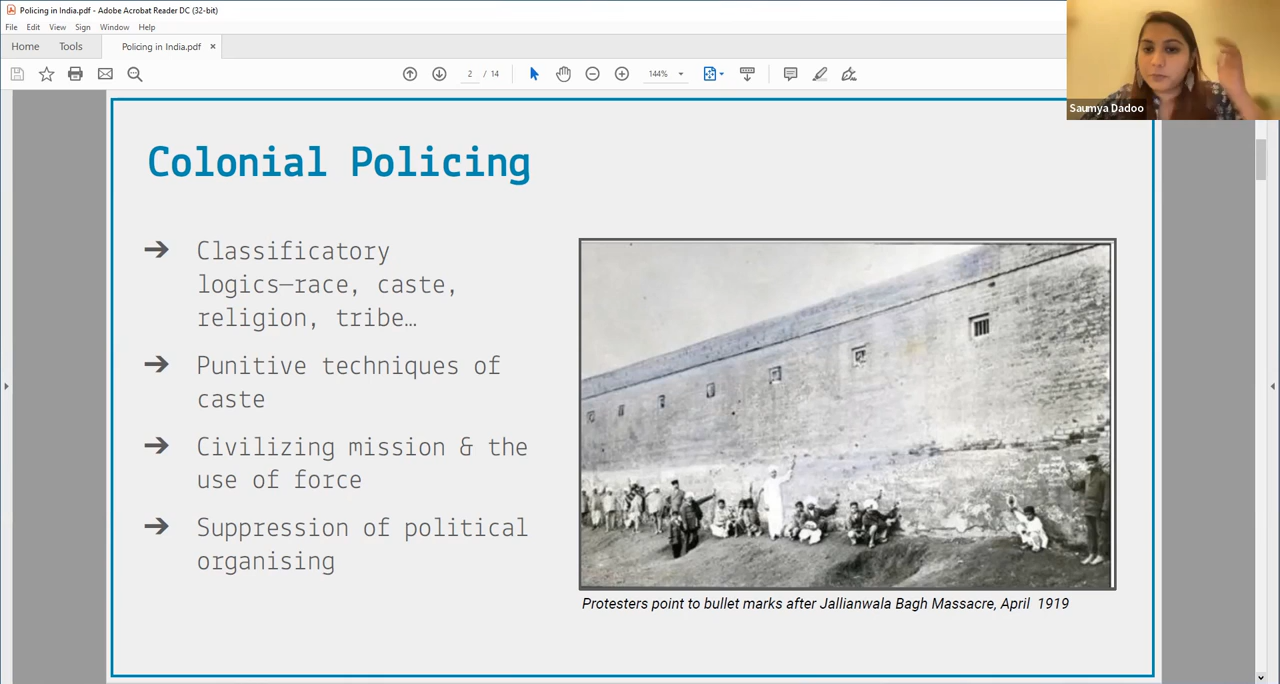 Policing in India.pdf - Adobe Acrobat Reader DC (32-bit)
File Edit View Sign Window Help
Home Tools Policing in India.pdf ×
2 / 14 144%
Saumya Dadoo
Colonial Policing
➔ Classificatory
logics—race, caste,
religion, tribe…
➔ Punitive techniques of
caste
➔ Civilizing mission & the
use of force
➔ Suppression of political
organising
Protesters point to bullet marks after Jallianwala Bagh Massacre, April 1919